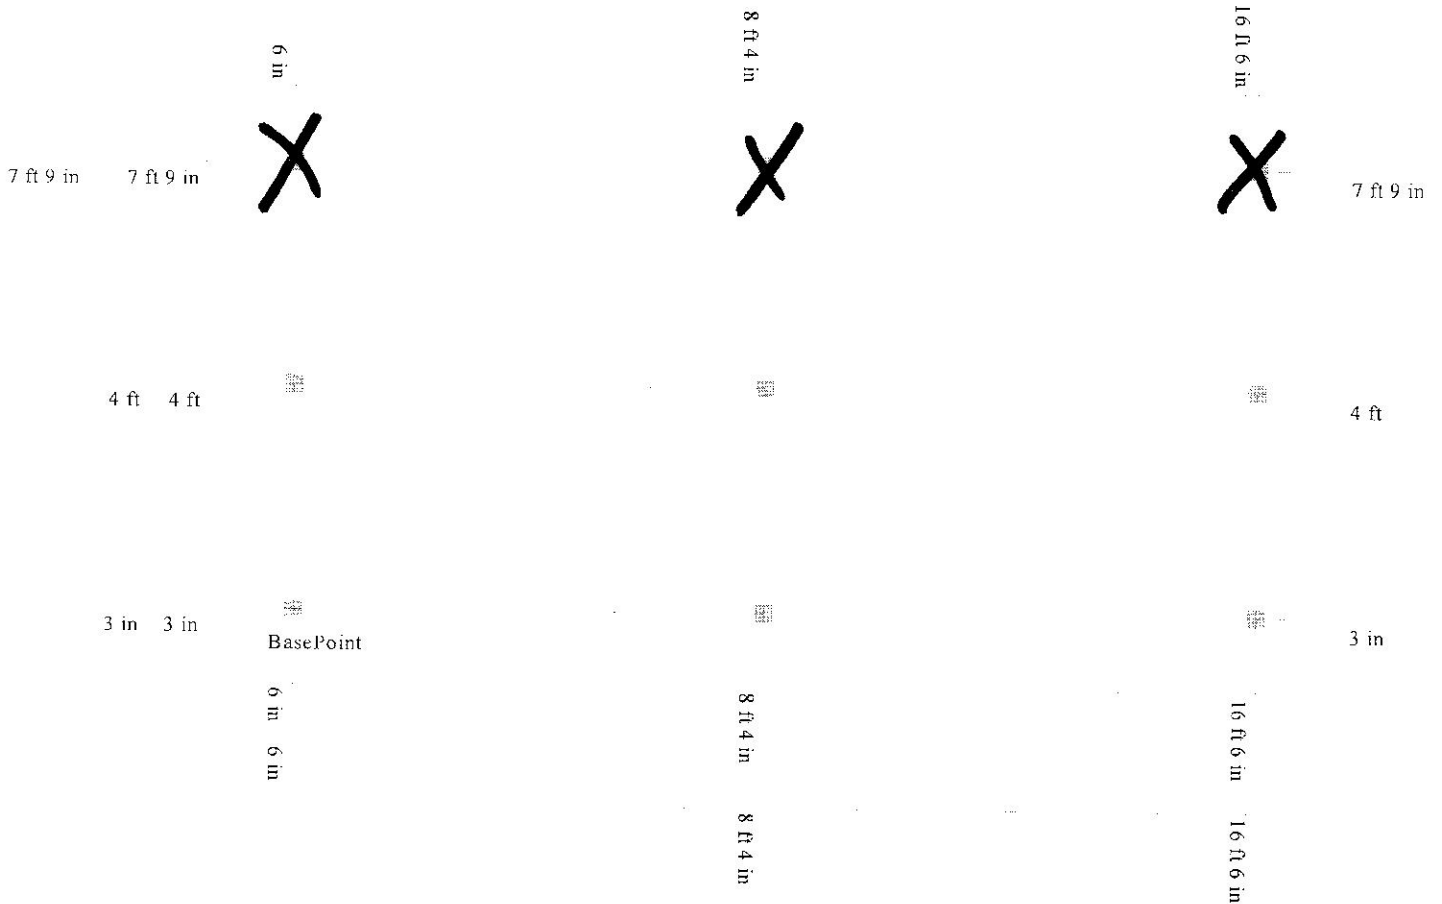 6 in
8 ft 4 in
16 ft 6 in
7 ft 9 in 7 ft 9 in
7 ft 9 in
4 ft 4 ft
4 ft
3 in 3 in
3 in
BasePoint
6 in 6 in
8 ft 4 in 8 ft 4 in
16 ft 6 in 16 ft 6 in